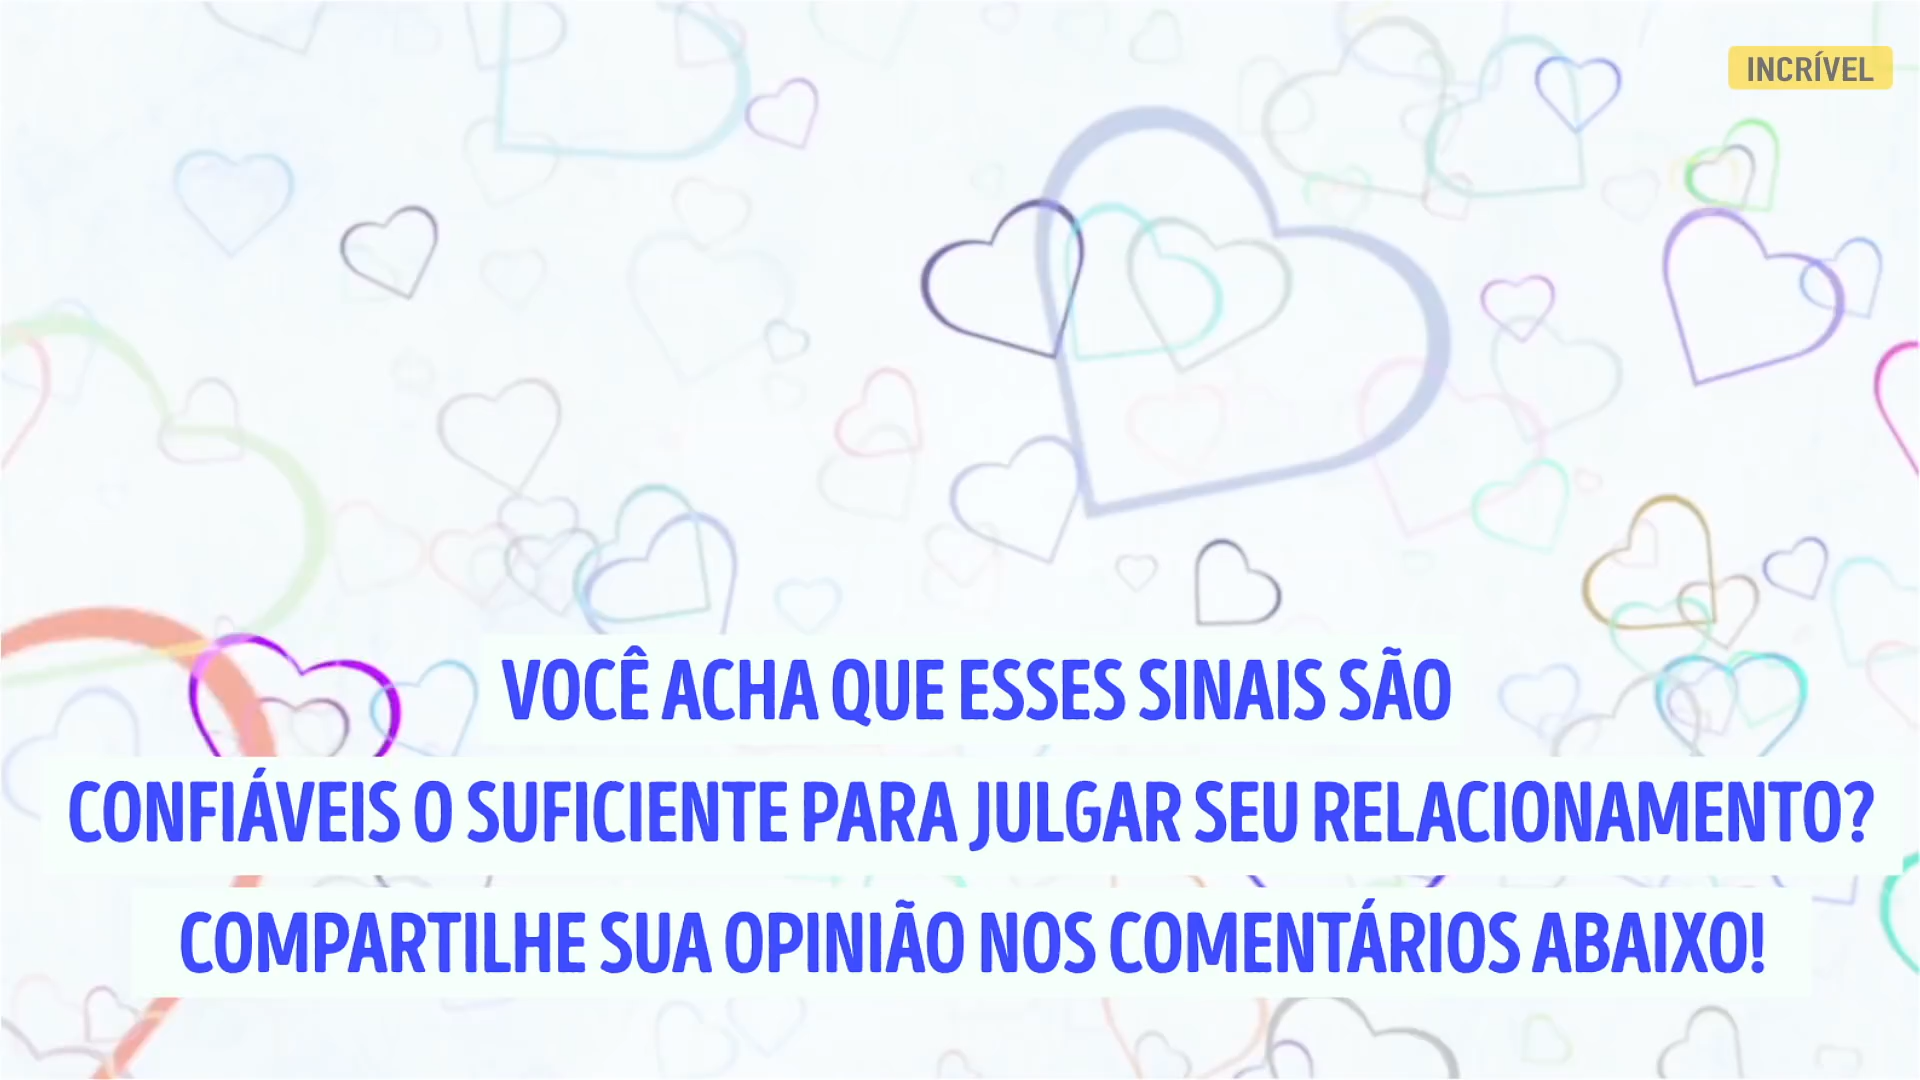 INCRÍVEL
VOCÊ ACHA QUE ESSES SINAIS SÃO
CONFIÁVEIS O SUFICIENTE PARA JULGAR SEU RELACIONAMENTO?
COMPARTILHE SUA OPINIÃO NOS COMENTÁRIOS ABAIXO!